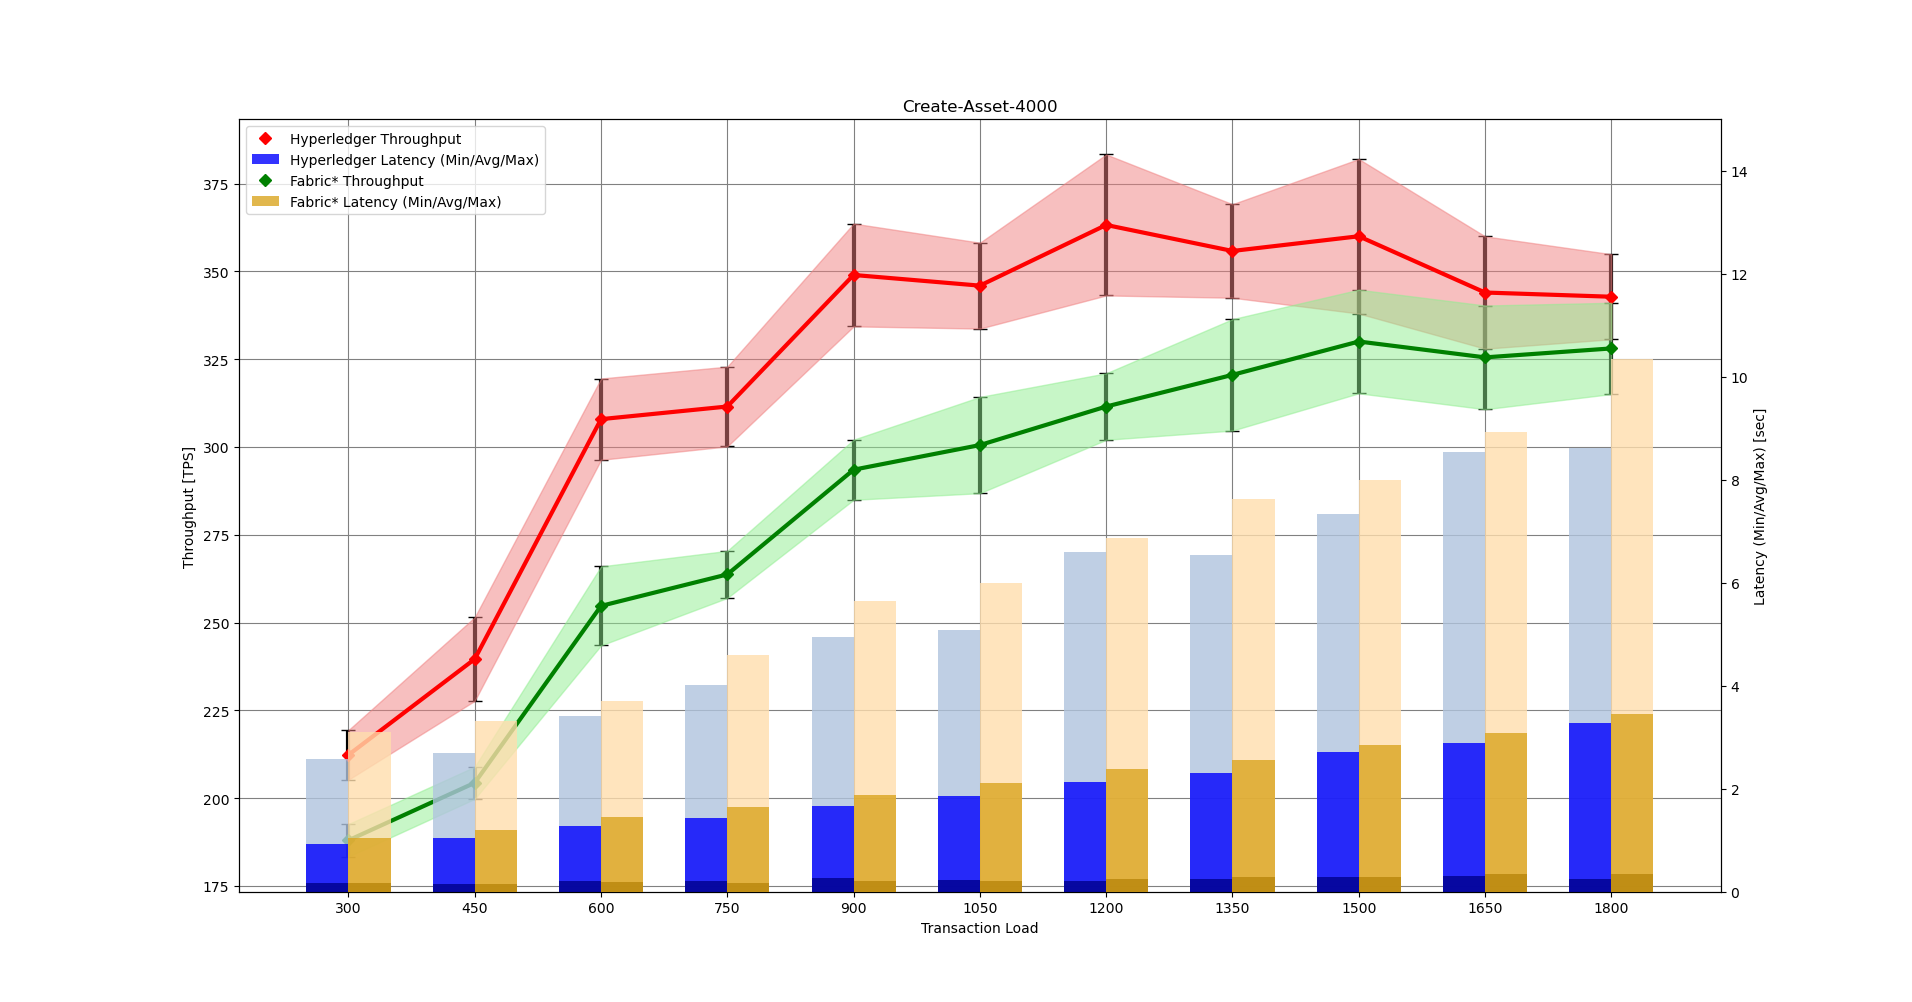 Create-Asset-4000
Hyperledger Throughput
Hyperledger Latency (Min/Avg/Max)
Fabric* Throughput
Fabric* Latency (Min/Avg/Max)
Throughput [TPS]
375
350
325
300
275
250
225
200
175
14
12
10
8
6
4
2
0
Latency (Min/Avg/Max) [sec]
300 450 600 750 900 1050 1200 1350 1500 1650 1800
Transaction Load